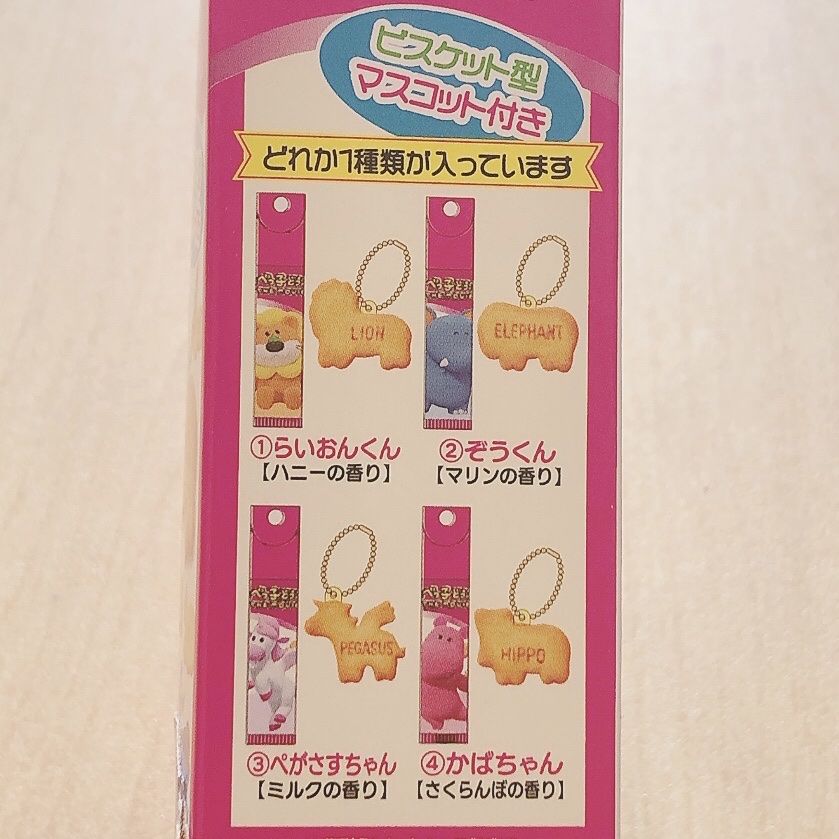 ビスケット型
マスコット付き
どれか1種類が入っています
LION
ELEPHANT
①らいおんくん
【ハニーの香り】
②ぞうくん
【マリンの香り】
PEGASUS
HIPPO
③ぺがさすちゃん
【ミルクの香り】
④かばちゃん
【さくらんぼの香り】